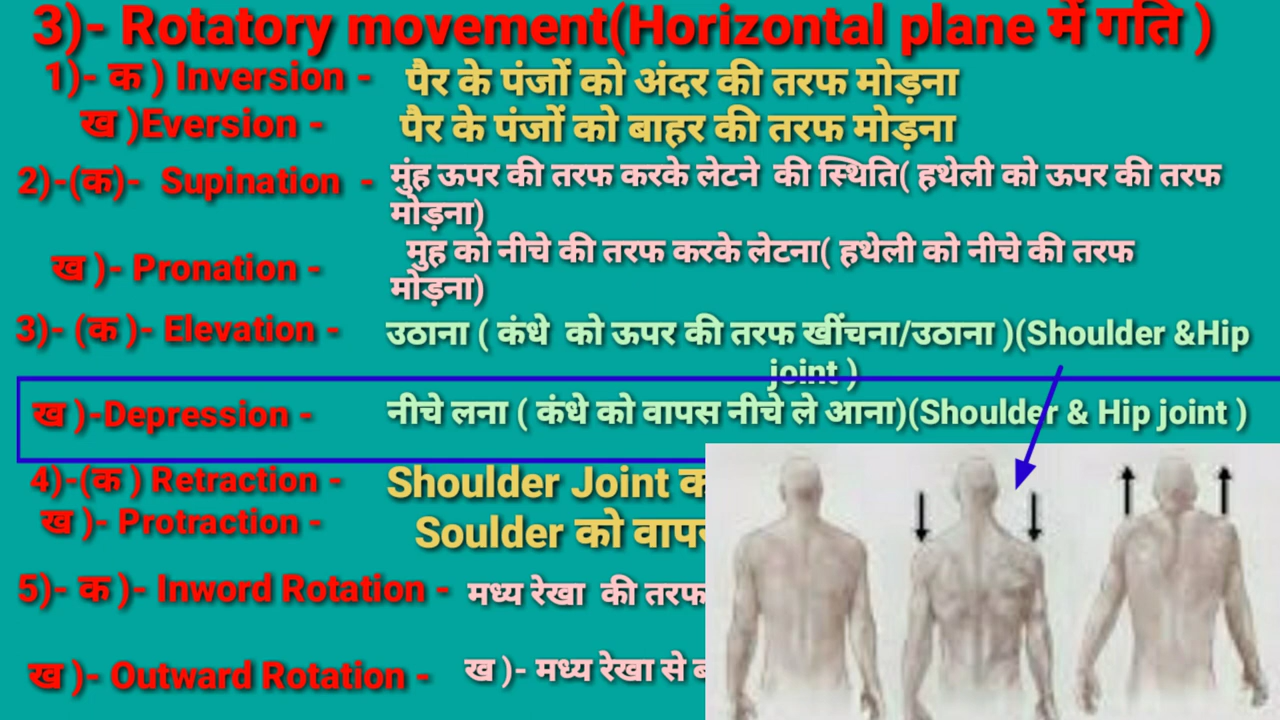 3)- Rotatory movement(Horizontal plane में गति )
1)- क ) Inversion - पैर के पंजों को अंदर की तरफ मोड़ना
ख )Eversion - पैर के पंजों को बाहर की तरफ मोड़ना
2)-(क)- Supination - मुंह ऊपर की तरफ करके लेटने की स्थिति( हथेली को ऊपर की तरफ
मोड़ना)
ख )- Pronation - मुह को नीचे की तरफ करके लेटना( हथेली को नीचे की तरफ
मोड़ना)
3)- (क )- Elevation - उठाना ( कंधे को ऊपर की तरफ खींचना/उठाना )(Shoulder &Hip
joint )
ख )-Depression - नीचे लना ( कंधे को वापस नीचे ले आना)(Shoulder & Hip joint )
4)-(क ) Retraction - Shoulder Joint
ख )- Protraction - Soulder को
5)- क )- Inword Rotation - मध्य रेखा की तरफ
ख )- Outward Rotation - ख )- मध्य रेखा से